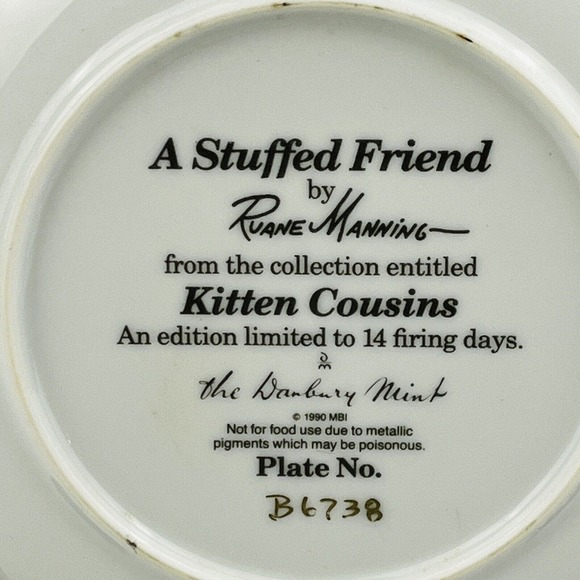 A Stuffed Friend
by
Ruane Manning
from the collection entitled
Kitten Cousins
An edition limited to 14 firing days.
the Danbury Mint
© 1990 MBI
Not for food use due to metallic
pigments which may be poisonous.
Plate No.
B6738